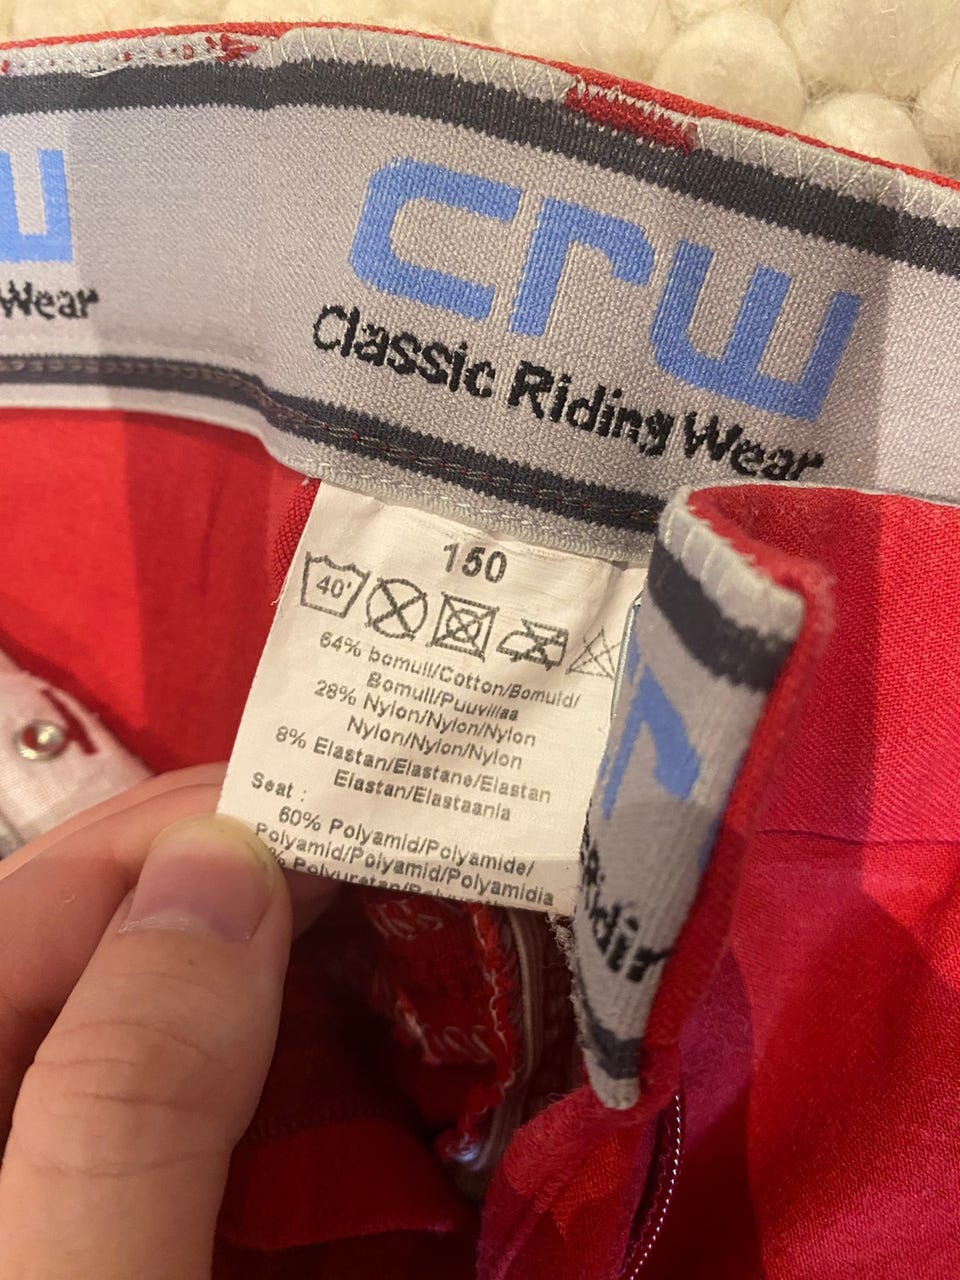 crw
Classic Riding Wear
Wear
150
40°
64% bomull/Cotton/Bomuld/
Bomull/Puuvillaa
28% Nylon/Nylon/Nylon
Nylon/Nylon/Nylon
8% Elastan/Elastane/Elastan
Elastan/Elastaania
Seat :
60% Polyamid/Polyamide/
Polyamid/Polyamid/Polyamidia
% Polyuretan/